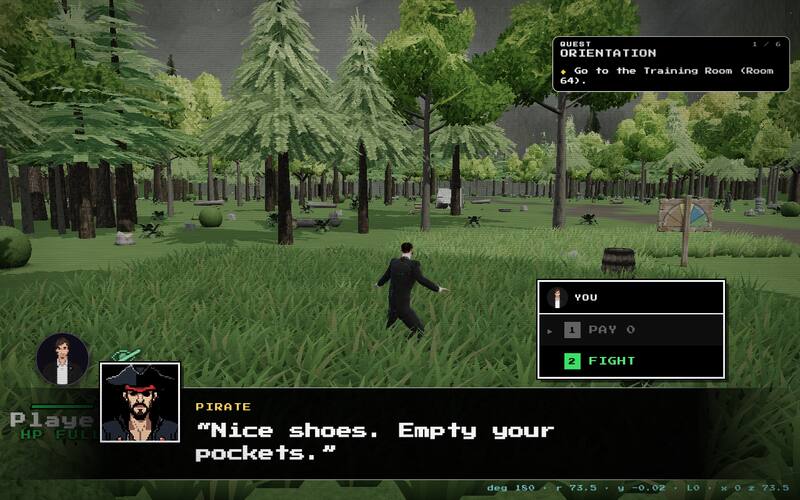 QUEST
1 / 6
ORIENTATION
Go to the Training Room (Room
64).
YOU
1 PAY 0
2 FIGHT
PIRATE
“Nice shoes. Empty your
pockets.”
Playe
HP FULL
deg 180 · r 73.5 · y -0.02 · L0 · x 0 z 73.5